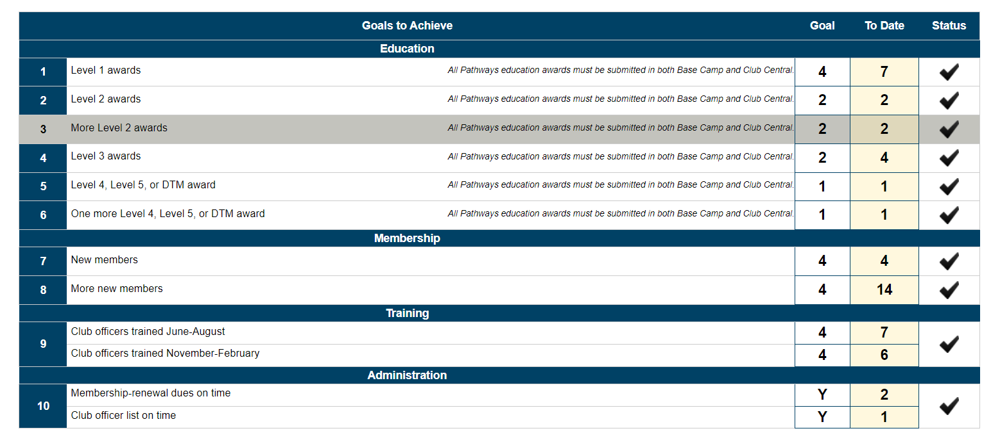 Goals to Achieve Goal To Date Status
Education
1 Level 1 awards All Pathways education awards must be submitted in both Base Camp and Club Central. 4 7
2 Level 2 awards All Pathways education awards must be submitted in both Base Camp and Club Central. 2 2
3 More Level 2 awards All Pathways education awards must be submitted in both Base Camp and Club Central. 2 2
4 Level 3 awards All Pathways education awards must be submitted in both Base Camp and Club Central. 2 4
5 Level 4, Level 5, or DTM award All Pathways education awards must be submitted in both Base Camp and Club Central. 1 1
6 One more Level 4, Level 5, or DTM award All Pathways education awards must be submitted in both Base Camp and Club Central. 1 1
Membership
7 New members 4 4
8 More new members 4 14
Training
9 Club officers trained June-August 4 7
Club officers trained November-February 4 6
Administration
10 Membership-renewal dues on time Y 2
Club officer list on time Y 1